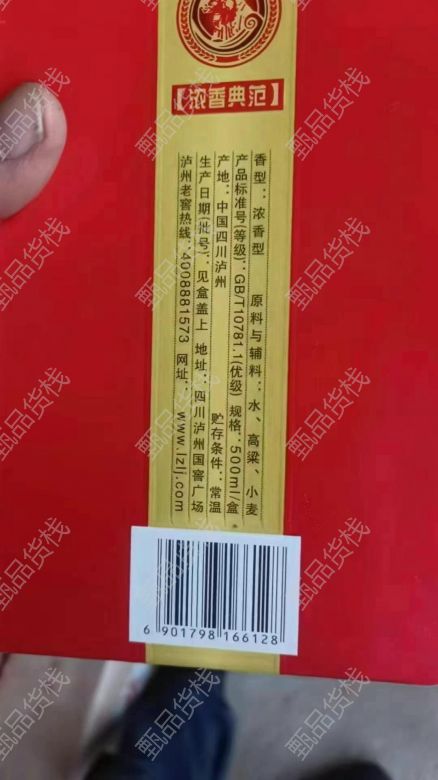 【浓香典范】
香型：浓香型 原料与辅料：水、高粱、小麦
产品标准号(等级)：GB/T10781.1(优级) 规格：500ml/盒
产地：中国四川泸州 贮存条件：常温
生产日期(批号)：见盒盖上 地址：四川泸州国窖广场
泸州老窖热线：4008881573 网址：www.lzlj.com
6 901798 166128
甄品货栈